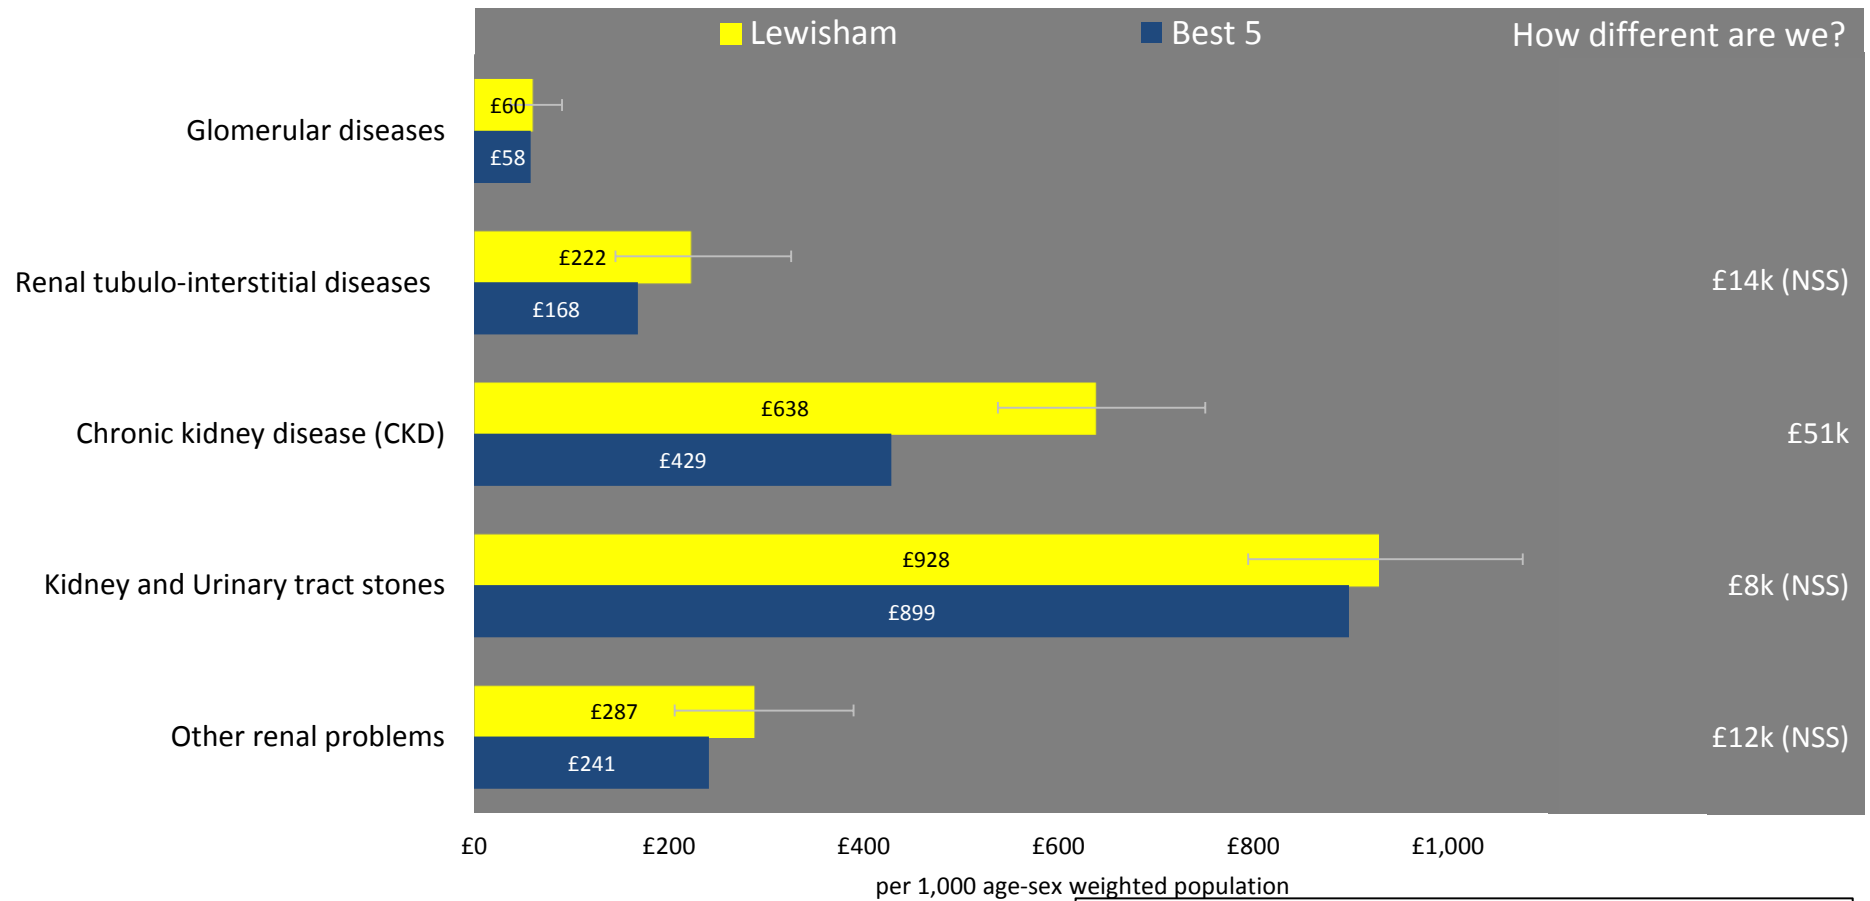 Lewisham
Best 5
How different are we?
Glomerular diseases
£60
£58
Renal tubulo-interstitial diseases
£222
£168
£14k (NSS)
Chronic kidney disease (CKD)
£638
£429
£51k
Kidney and Urinary tract stones
£928
£899
£8k (NSS)
Other renal problems
£287
£241
£12k (NSS)
£0 £200 £400 £600 £800 £1,000
per 1,000 age-sex weighted population